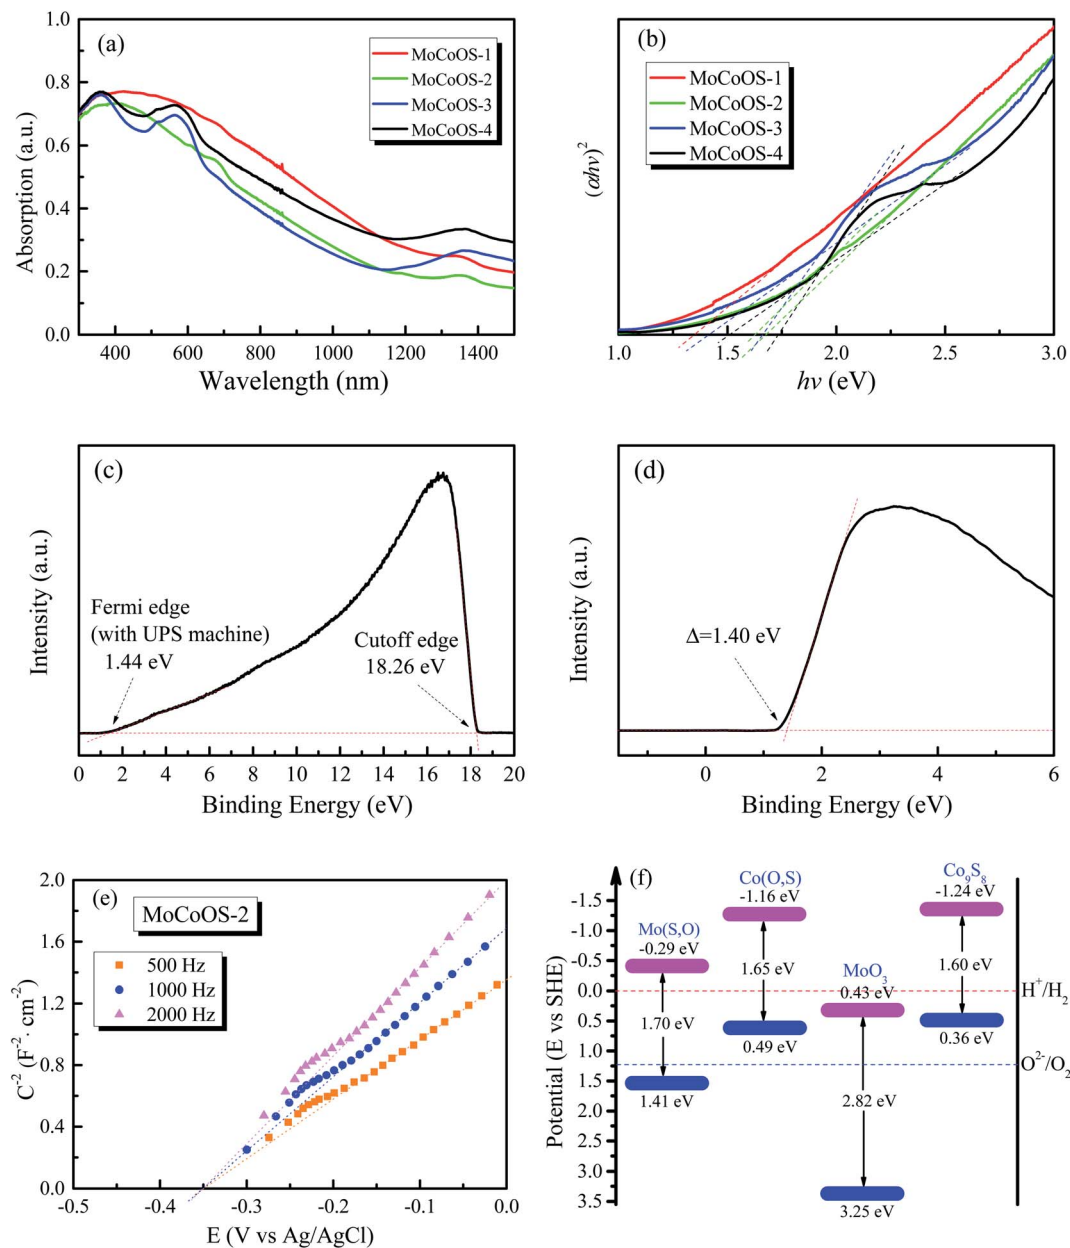 (a)
MoCoOS-1
MoCoOS-2
MoCoOS-3
MoCoOS-4
Absorption (a.u.)
1.0
0.8
0.6
0.4
0.2
0.0
400 600 800 1000 1200 1400
Wavelength (nm)
(b)
MoCoOS-1
MoCoOS-2
MoCoOS-3
MoCoOS-4
(αhν)²
1.0 1.5 2.0 2.5 3.0
hν (eV)
(c)
Fermi edge
(with UPS machine)
1.44 eV
Cutoff edge
18.26 eV
Intensity (a.u.)
0 2 4 6 8 10 12 14 16 18 20
Binding Energy (eV)
(d)
Δ=1.40 eV
Intensity (a.u.)
0 2 4 6
Binding Energy (eV)
(e)
MoCoOS-2
500 Hz
1000 Hz
2000 Hz
C⁻² (F⁻²· cm⁻²)
2.0
1.6
1.2
0.8
0.4
0.0
-0.5 -0.4 -0.3 -0.2 -0.1 0.0
E (V vs Ag/AgCl)
(f)
Potential (E vs SHE)
-1.5
-1.0
-0.5
0.0
0.5
1.0
1.5
2.0
2.5
3.0
3.5
Mo(S,O)
-0.29 eV
1.70 eV
1.41 eV
Co(O,S)
-1.16 eV
1.65 eV
0.49 eV
MoO₃
0.43 eV
2.82 eV
3.25 eV
Co₉S₈
-1.24 eV
1.60 eV
0.36 eV
H⁺/H₂
O²⁻/O₂